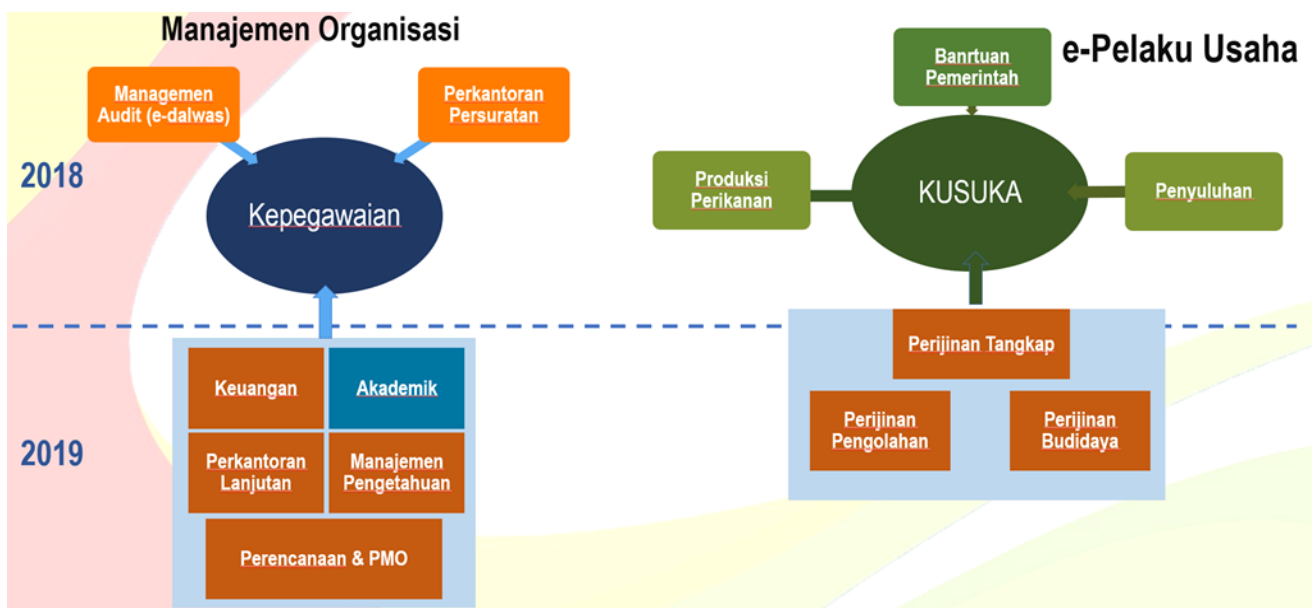 Manajemen Organisasi
Managemen
Audit (e-dalwas)
Perkantoran
Persuratan
2018
Kepegawaian
e-Pelaku Usaha
Banrtuan
Pemerintah
Produksi
Perikanan
KUSUKA
Penyuluhan
2019
Keuangan
Akademik
Perkantoran
Lanjutan
Manajemen
Pengetahuan
Perencanaan & PMO
Perijinan Tangkap
Perijinan
Pengolahan
Perijinan
Budidaya